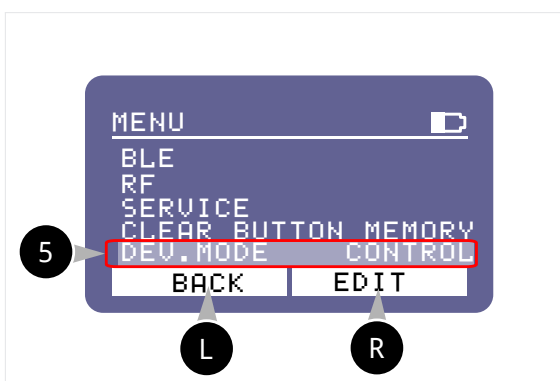 MENU
BLE
RF
SERVICE
CLEAR BUTTON MEMORY
DEV.MODE CONTROL
5
BACK EDIT
L R